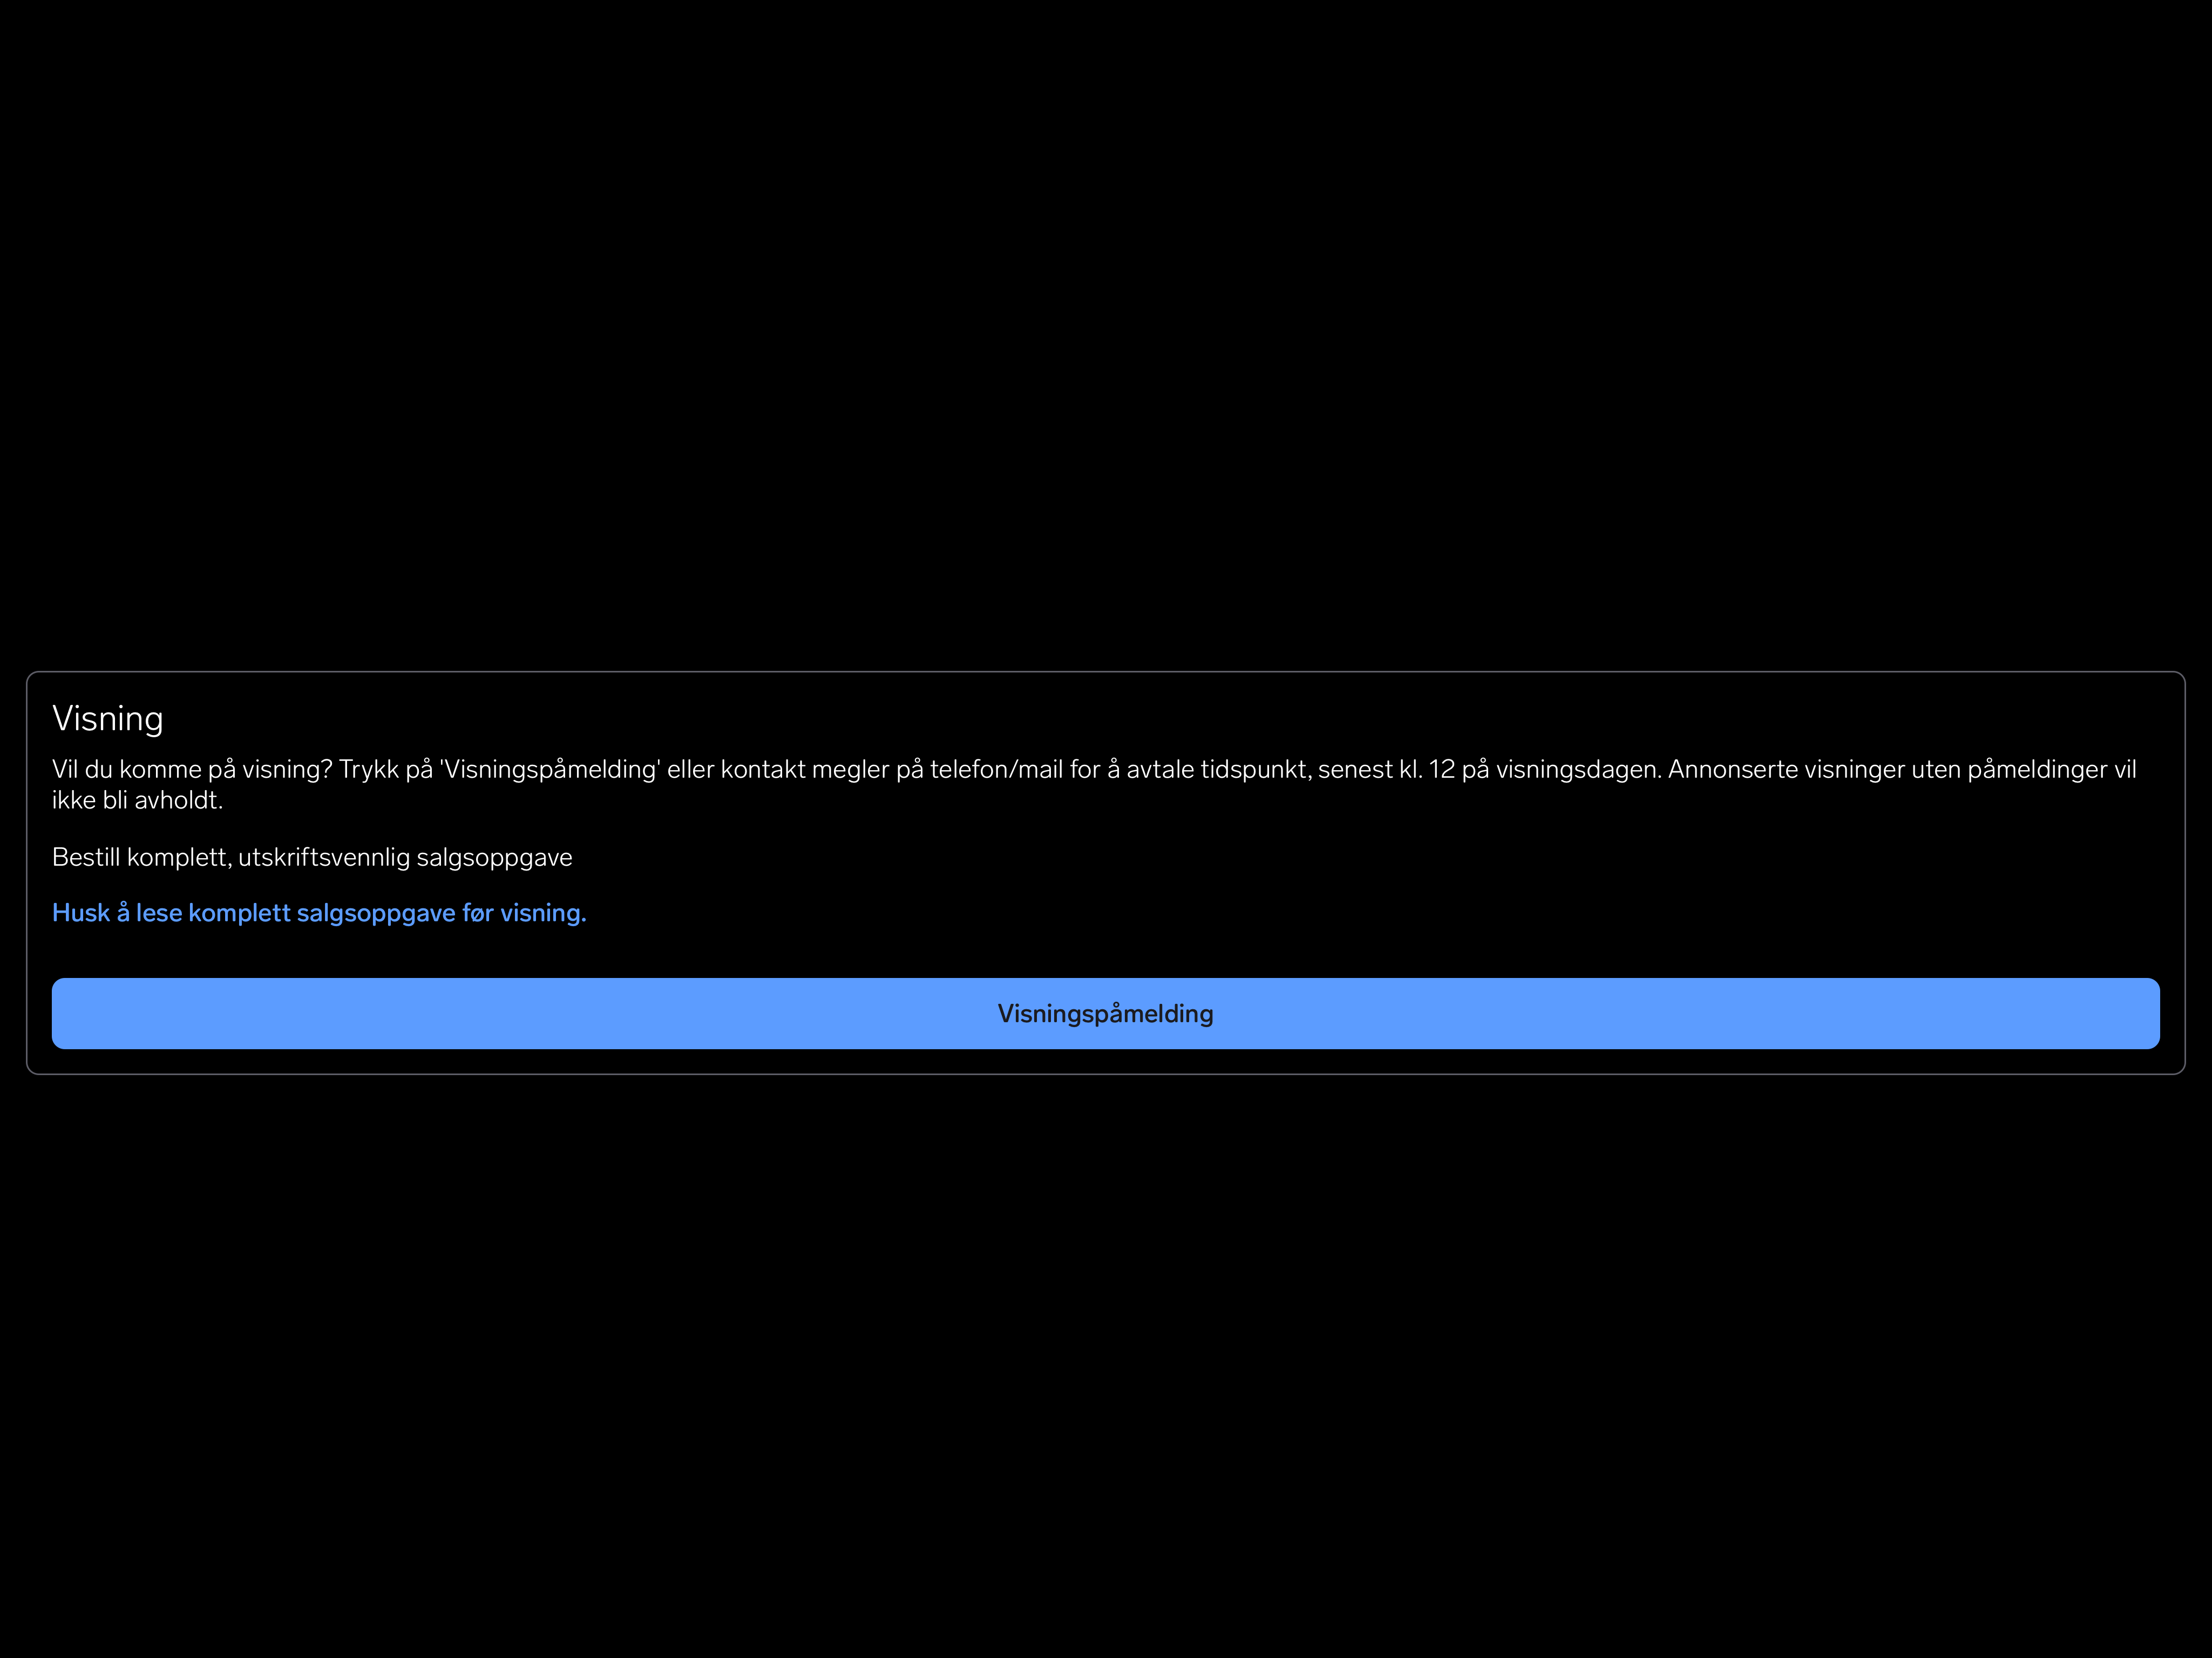 Visning
Vil du komme på visning? Trykk på 'Visningspåmelding' eller kontakt megler på telefon/mail for å avtale tidspunkt, senest kl. 12 på visningsdagen. Annonserte visninger uten påmeldinger vil
ikke bli avholdt.
Bestill komplett, utskriftsvennlig salgsoppgave
Husk å lese komplett salgsoppgave før visning.
Visningspåmelding